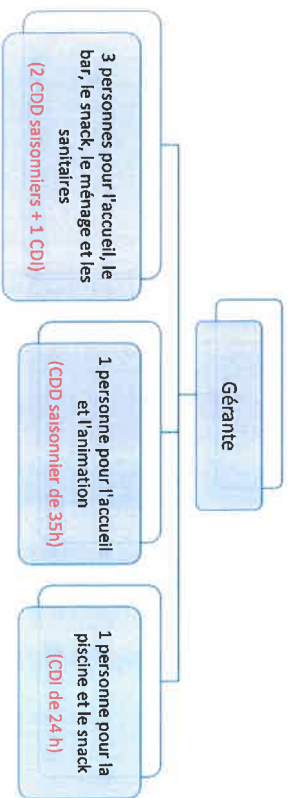 Gérante
3 personnes pour l'accueil, le
bar, le snack, le ménage et les
sanitaires
(2 CDD saisonniers + 1 CDI)
1 personne pour l'accueil
et l'animation
(CDD saisonnier de 35h)
1 personne pour la
piscine et le snack
(CDI de 24 h)